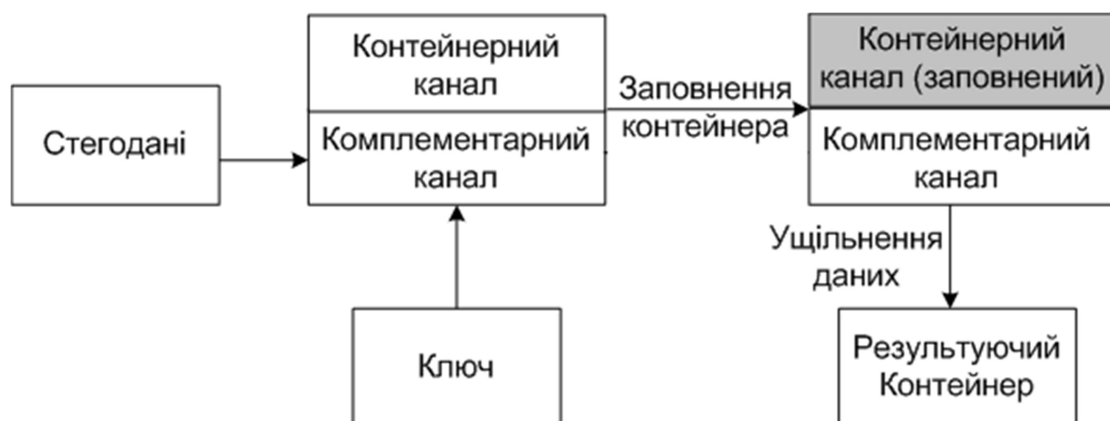 Стегодані
Контейнерний
канал
Комплементарний
канал
Ключ
Заповнення
контейнера
Контейнерний
канал (заповнений)
Комплементарний
канал
Ущільнення
даних
Результуючий
Контейнер